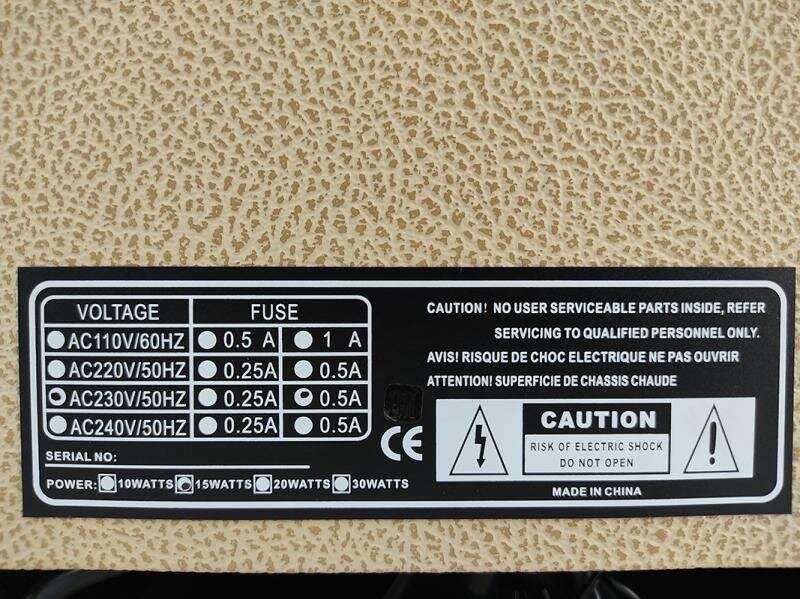 VOLTAGE FUSE
AC110V/60HZ 0.5 A 1 A
AC220V/50HZ 0.25A 0.5A
AC230V/50HZ 0.25A 0.5A
AC240V/50HZ 0.25A 0.5A
SERIAL NO:
POWER: 10WATTS 15WATTS 20WATTS 30WATTS
CE
CAUTION! NO USER SERVICEABLE PARTS INSIDE, REFER
SERVICING TO QUALIFIED PERSONNEL ONLY.
AVIS! RISQUE DE CHOC ELECTRIQUE NE PAS OUVRIR
ATTENTION! SUPERFICIE DE CHASSIS CHAUDE
CAUTION
RISK OF ELECTRIC SHOCK
DO NOT OPEN
MADE IN CHINA